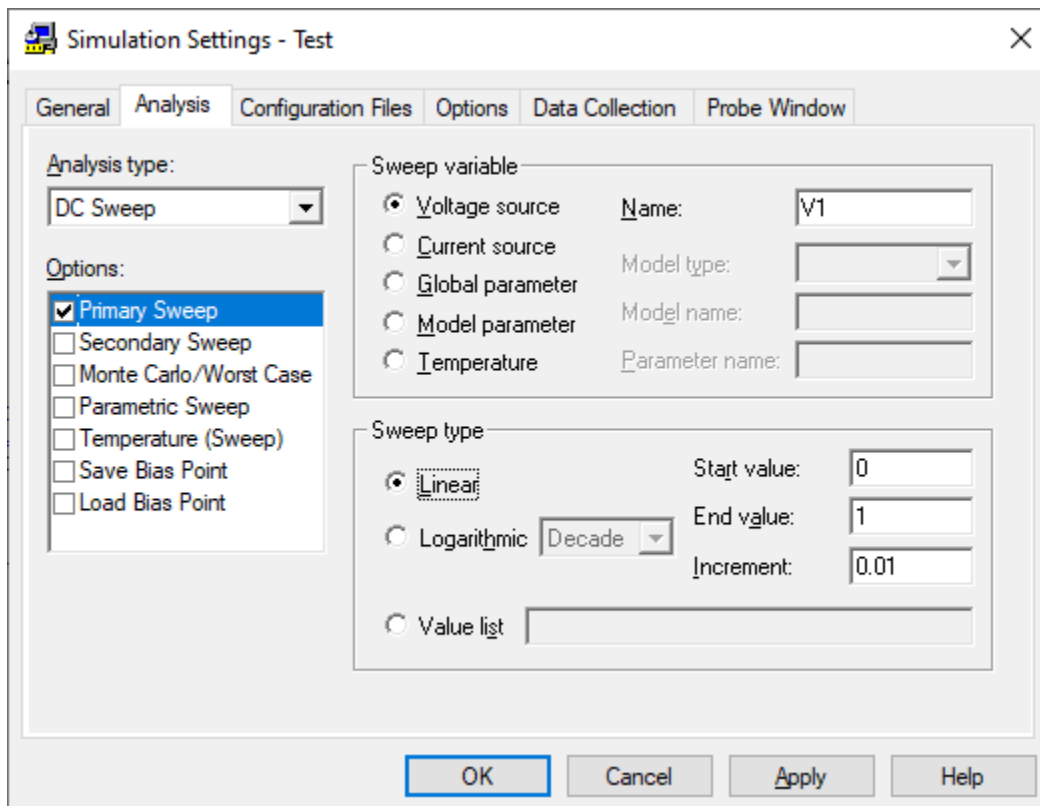 Simulation Settings - Test
General Analysis Configuration Files Options Data Collection Probe Window
Analysis type:
DC Sweep
Options:
Primary Sweep
Secondary Sweep
Monte Carlo/Worst Case
Parametric Sweep
Temperature (Sweep)
Save Bias Point
Load Bias Point
Sweep variable
Voltage source
Current source
Global parameter
Model parameter
Temperature
Name: V1
Model type:
Model name:
Parameter name:
Sweep type
Linear
Logarithmic Decade
Value list
Start value: 0
End value: 1
Increment: 0.01
OK Cancel Apply Help